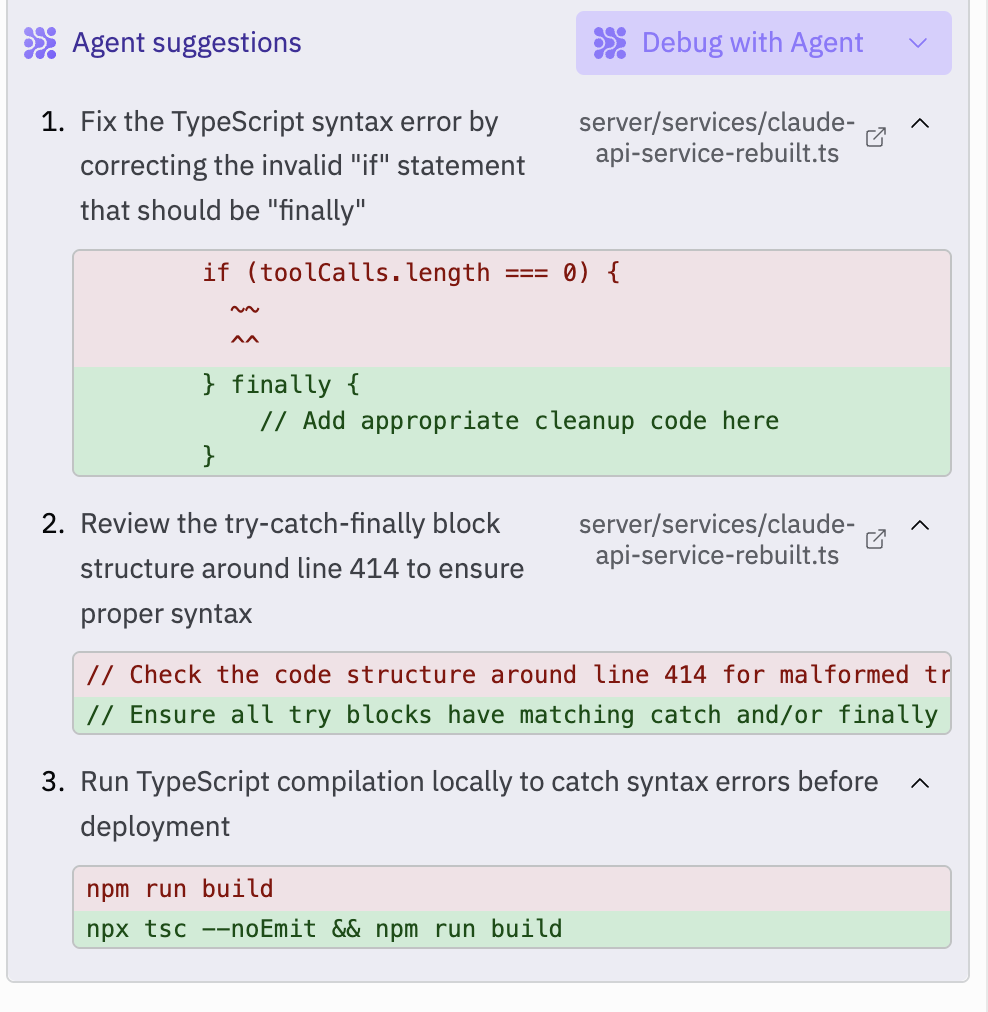 Agent suggestions
Debug with Agent
1. Fix the TypeScript syntax error by
correcting the invalid "if" statement
that should be "finally"
server/services/claude-
api-service-rebuilt.ts
if (toolCalls.length === 0) {
~~
^^
} finally {
// Add appropriate cleanup code here
}
2. Review the try-catch-finally block
structure around line 414 to ensure
proper syntax
server/services/claude-
api-service-rebuilt.ts
// Check the code structure around line 414 for malformed tr
// Ensure all try blocks have matching catch and/or finally
3. Run TypeScript compilation locally to catch syntax errors before
deployment
npm run build
npx tsc --noEmit && npm run build